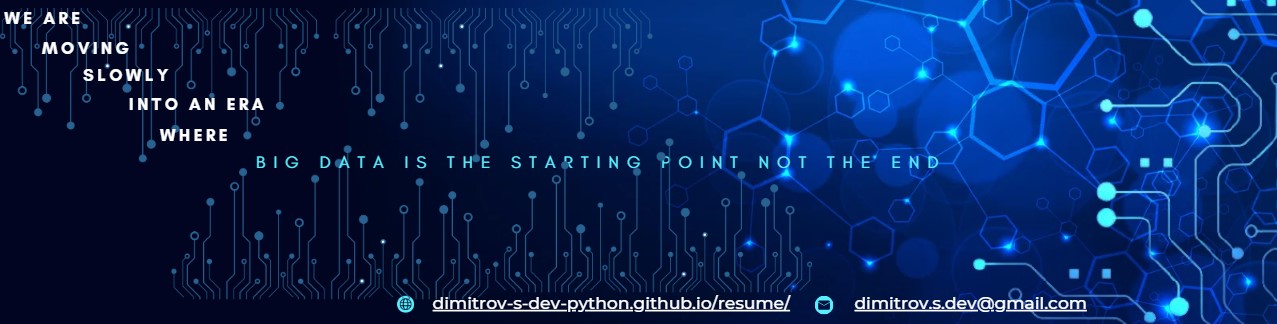 WE ARE
MOVING
SLOWLY
INTO AN ERA
WHERE
BIG DATA IS THE STARTING POINT NOT THE END
dimitrov-s-dev-python.github.io/resume/ dimitrov.s.dev@gmail.com